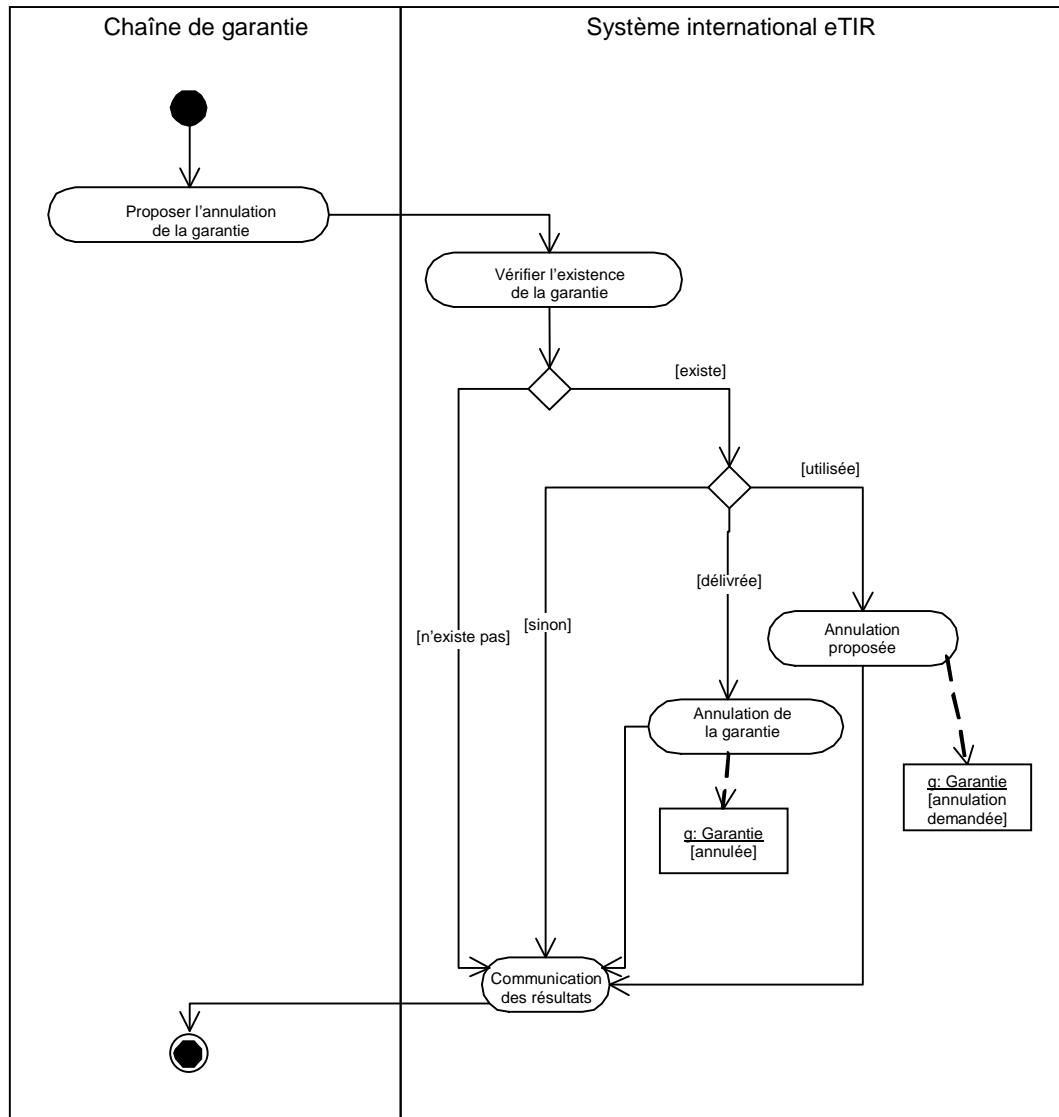 Chaîne de garantie
Système international eTIR
Proposer l'annulation
de la garantie
Vérifier l'existence
de la garantie
[existe]
[utilisée]
[délivrée]
[n'existe pas]
[sinon]
Annulation
proposée
Annulation de
la garantie
g: Garantie
[annulation
demandée]
g: Garantie
[annulée]
Communication
des résultats